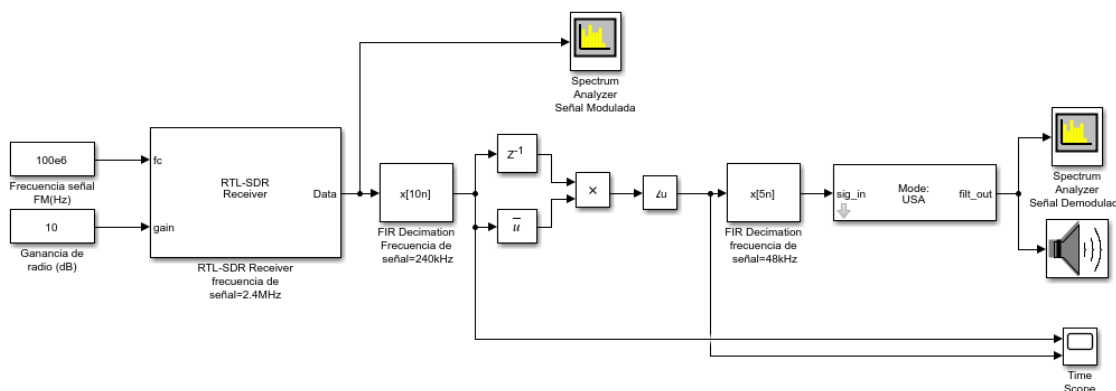 Spectrum
Analyzer
Señal Modulada
100e6
Frecuencia señal
FM(Hz)
10
Ganancia de
radio (dB)
fc
gain
RTL-SDR
Receiver
Data
RTL-SDR Receiver
frecuencia de
señal=2.4MHz
x[10n]
FIR Decimation
Frecuencia de
señal=240kHz
Z-1
u
×
∠u
x[5n]
FIR Decimation
frecuencia de
señal=48kHz
sig_in
Mode:
USA
filt_out
Spectrum
Analyzer
Señal Demodulad
Time
Scope